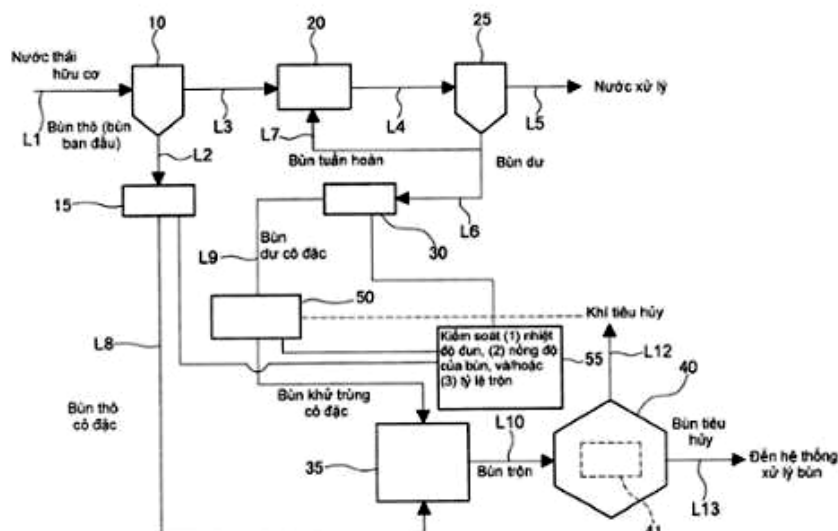 10
20
25
Nước thải
hữu cơ
Nước xử lý
L1
Bùn thô (bùn
ban đầu)
L3
L7
L4
L5
L2
Bùn tuần hoàn
Bùn dư
15
L6
30
Bùn
dư cô đặc
L9
50
Khí tiêu hủy
Kiểm soát (1) nhiệt
độ đun, (2) nồng độ
của bùn, và/hoặc
(3) tỷ lệ trộn
55
L12
L8
40
Bùn khử trùng
cô đặc
Bùn thô
cô đặc
L10
Bùn tiêu
hủy
35
Bùn trộn
Đến hệ thống
xử lý bùn
L13
41